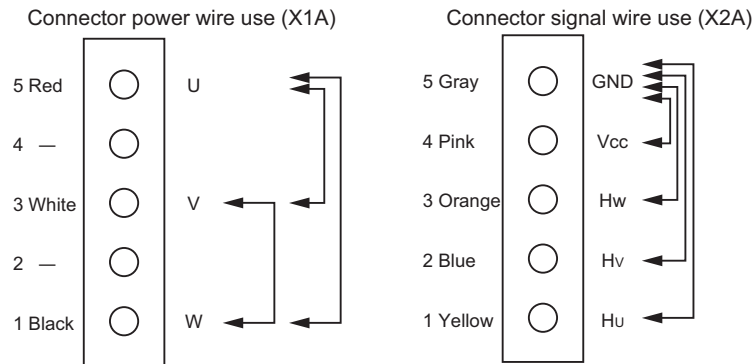 Connector power wire use (X1A)
5 Red U
4 —
3 White V
2 —
1 Black W
Connector signal wire use (X2A)
5 Gray GND
4 Pink Vcc
3 Orange Hw
2 Blue Hv
1 Yellow Hu